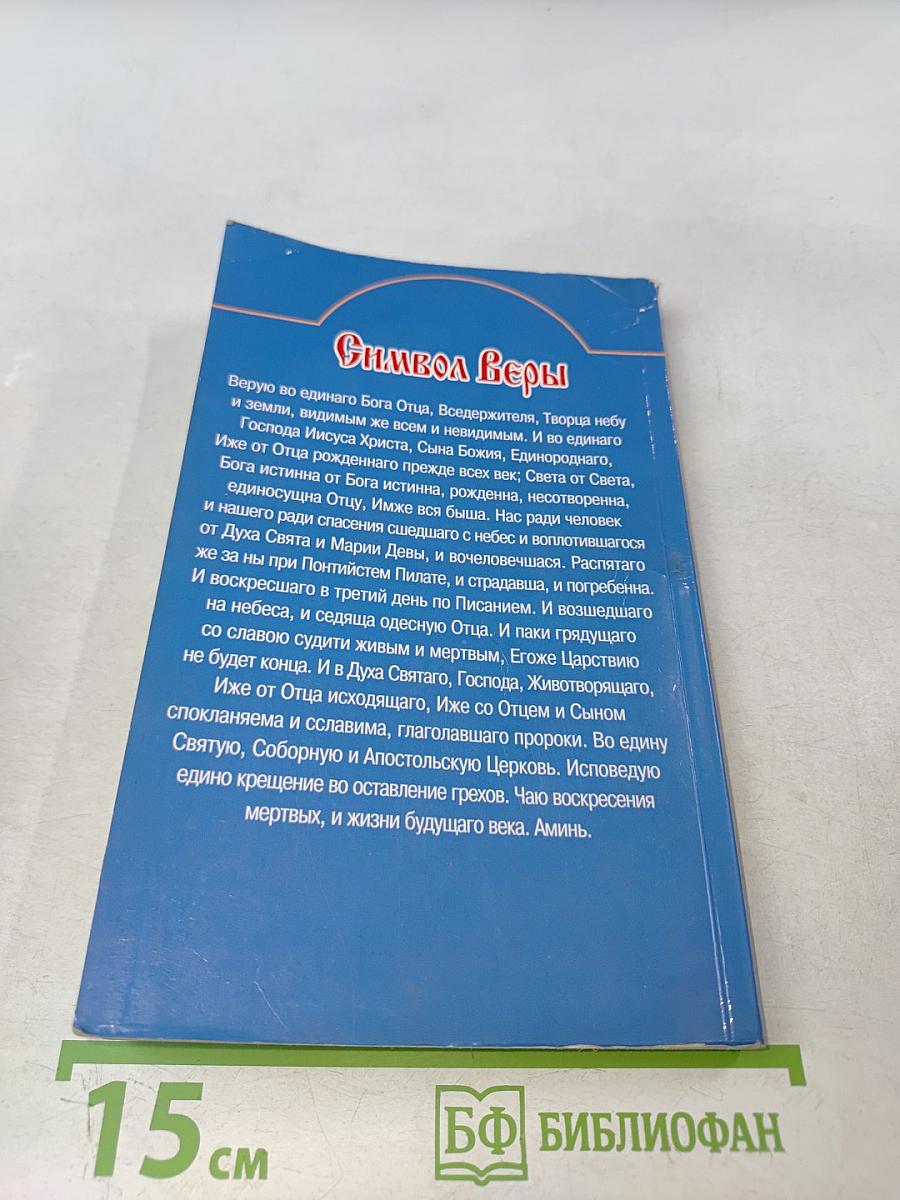 Символ Веры
Верую во единаго Бога Отца, Вседержителя, Творца небу
и земли, видимым же всем и невидимым. И во единаго
Господа Иисуса Христа, Сына Божия, Единороднаго,
Иже от Отца рожденнаго прежде всех век; Света от Света,
Бога истинна от Бога истинна, рожденна, несотворенна,
единосущна Отцу, Имже вся быша. Нас ради человек
и нашего ради спасения сшедшаго с небес и воплотившагося
от Духа Свята и Марии Девы, и вочеловечшася. Распятаго
же за ны при Понтийстем Пилате, и страдавша, и погребенна.
И воскресшаго в третий день по Писанием. И возшедшаго
на небеса, и седяща одесную Отца. И паки грядущаго
со славою судити живым и мертвым, Егоже Царствию
не будет конца. И в Духа Святаго, Господа, Животворящаго,
Иже от Отца исходящаго, Иже со Отцем и Сыном
спокланяема и сславима, глаголавшаго пророки. Во едину
Святую, Соборную и Апостольскую Церковь. Исповедую
едино крещение во оставление грехов. Чаю воскресения
мертвых, и жизни будущаго века. Аминь.
15 см
БФ БИБЛИОФАН